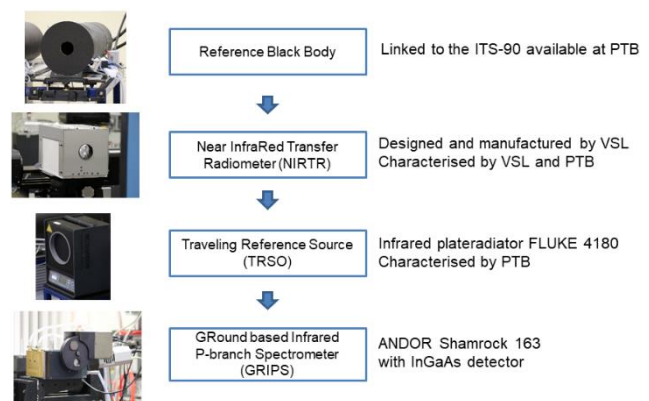 Reference Black Body
Linked to the ITS-90 available at PTB
Near InfraRed Transfer
Radiometer (NIRTR)
Designed and manufactured by VSL
Characterised by VSL and PTB
Traveling Reference Source
(TRSO)
Infrared plateradiator FLUKE 4180
Characterised by PTB
GRound based Infrared
P-branch Spectrometer
(GRIPS)
ANDOR Shamrock 163
with InGaAs detector